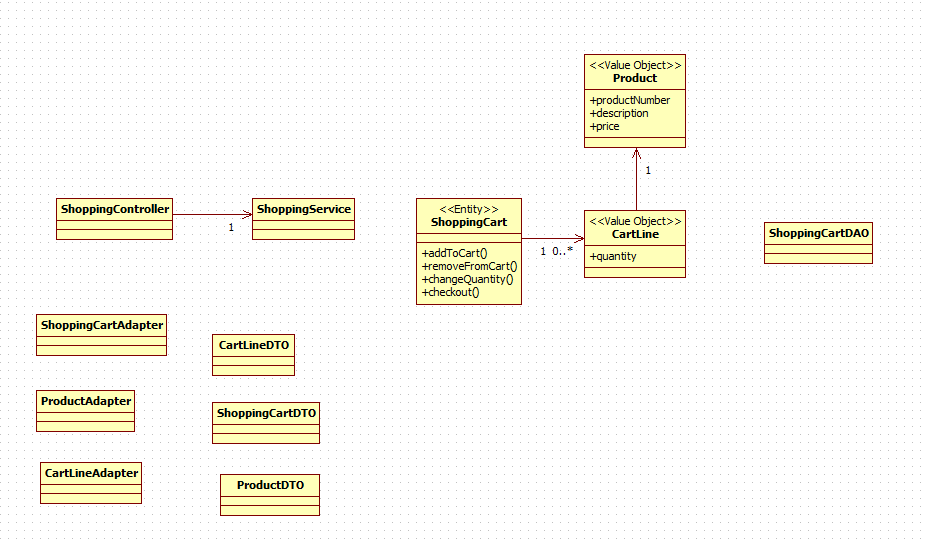 <<Value Object>>
Product
+productNumber
+description
+price
1
ShoppingController
1
ShoppingService
<<Entity>>
ShoppingCart
+addToCart()
+removeFromCart()
+changeQuantity()
+checkout()
1 0..*
<<Value Object>>
CartLine
+quantity
ShoppingCartDAO
ShoppingCartAdapter
CartLineDTO
ProductAdapter
ShoppingCartDTO
CartLineAdapter
ProductDTO